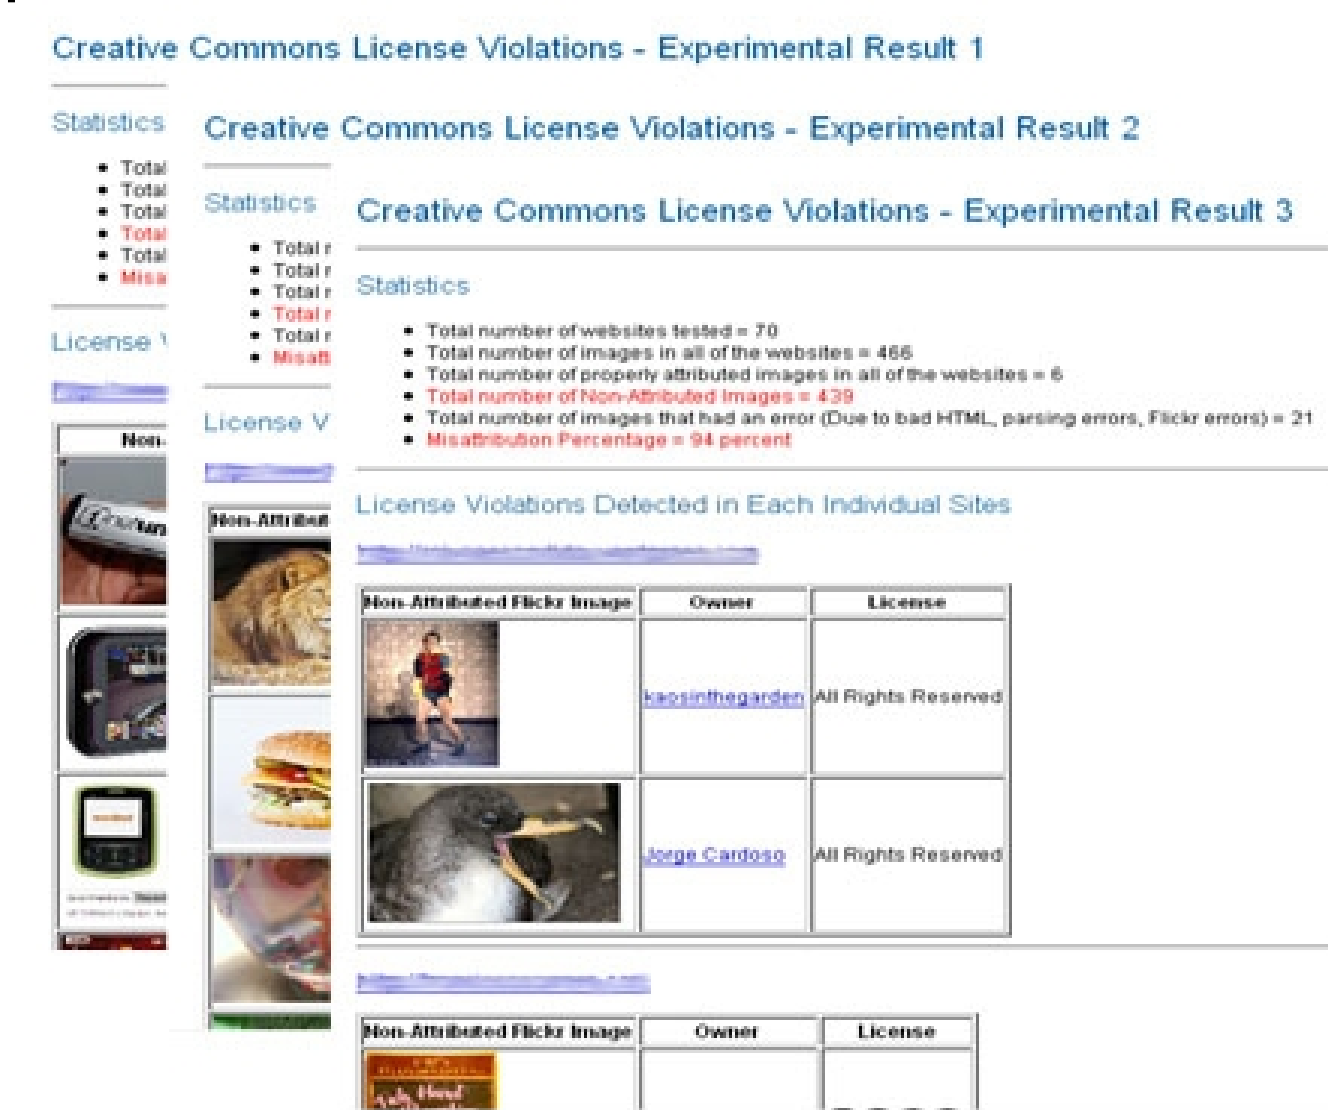 Creative Commons License Violations - Experimental Result 1
Statistics
Total
Total
Total
Total
Total
License
Non-
Creative Commons License Violations - Experimental Result 2
Statistics
Total
Total
Total
Total
Total
License V
Non-Attribut
Creative Commons License Violations - Experimental Result 3
Statistics
Total number of websites tested = 70
Total number of images in all of the websites = 466
Total number of properly attributed images in all of the websites = 6
Total number of Non-Attributed Images = 439
Total number of images that had an error (Due to bad HTML, parsing errors, Flickr errors) = 21
Misattribution Percentage = 94 percent
License Violations Detected in Each Individual Sites
Non-Attributed Flickr Image Owner License
kaosinthegarden All Rights Reserved
Jorge Cardoso All Rights Reserved
Non-Attributed Flickr Image Owner License